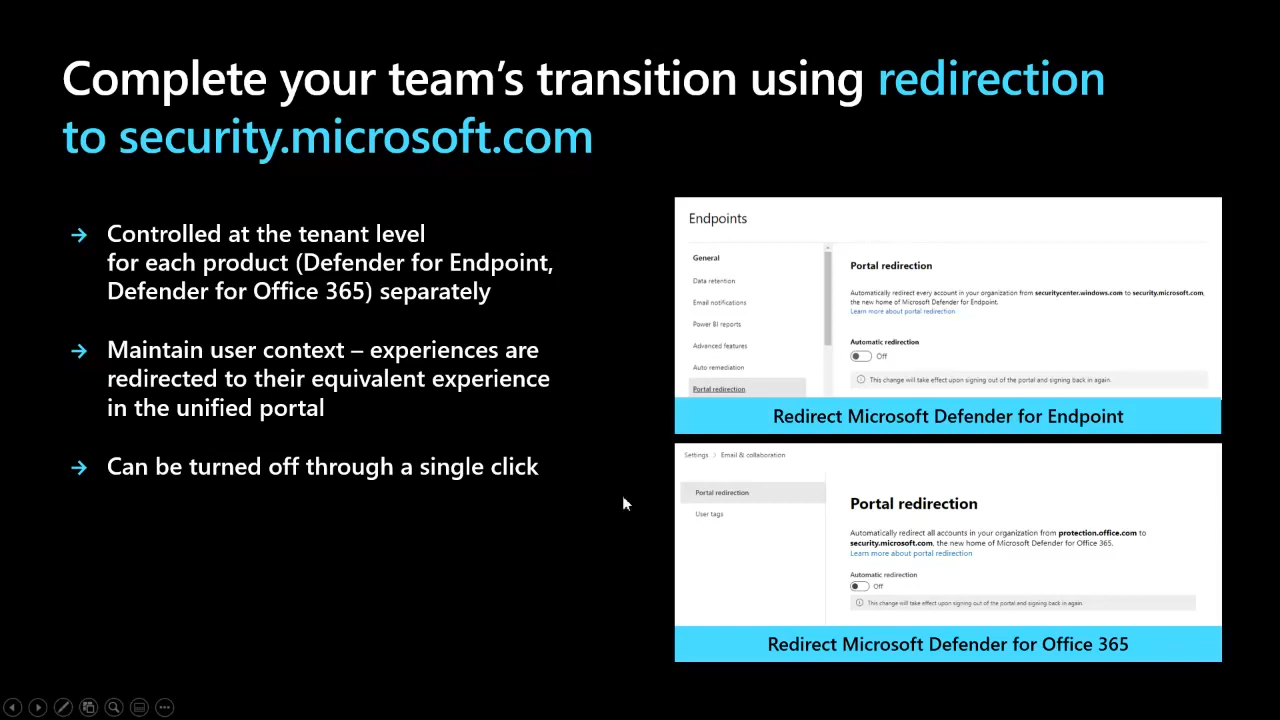 Complete your team's transition using redirection
to security.microsoft.com
→ Controlled at the tenant level
for each product (Defender for Endpoint,
Defender for Office 365) separately
→ Maintain user context – experiences are
redirected to their equivalent experience
in the unified portal
→ Can be turned off through a single click
Endpoints
General
Data retention
Email notifications
Power BI reports
Advanced features
Auto remediation
Portal redirection
Portal redirection
Automatically redirect every account in your organization from securitycenter.windows.com to security.microsoft.com,
the new home of Microsoft Defender for Endpoint.
Learn more about portal redirection
Automatic redirection
Off
This change will take effect upon signing out of the portal and signing back in again.
Redirect Microsoft Defender for Endpoint
Settings > Email & collaboration
Portal redirection
User tags
Portal redirection
Automatically redirect all accounts in your organization from protection.office.com to
security.microsoft.com, the new home of Microsoft Defender for Office 365.
Learn more about portal redirection
Automatic redirection
Off
This change will take effect upon signing out of the portal and signing back in again.
Redirect Microsoft Defender for Office 365